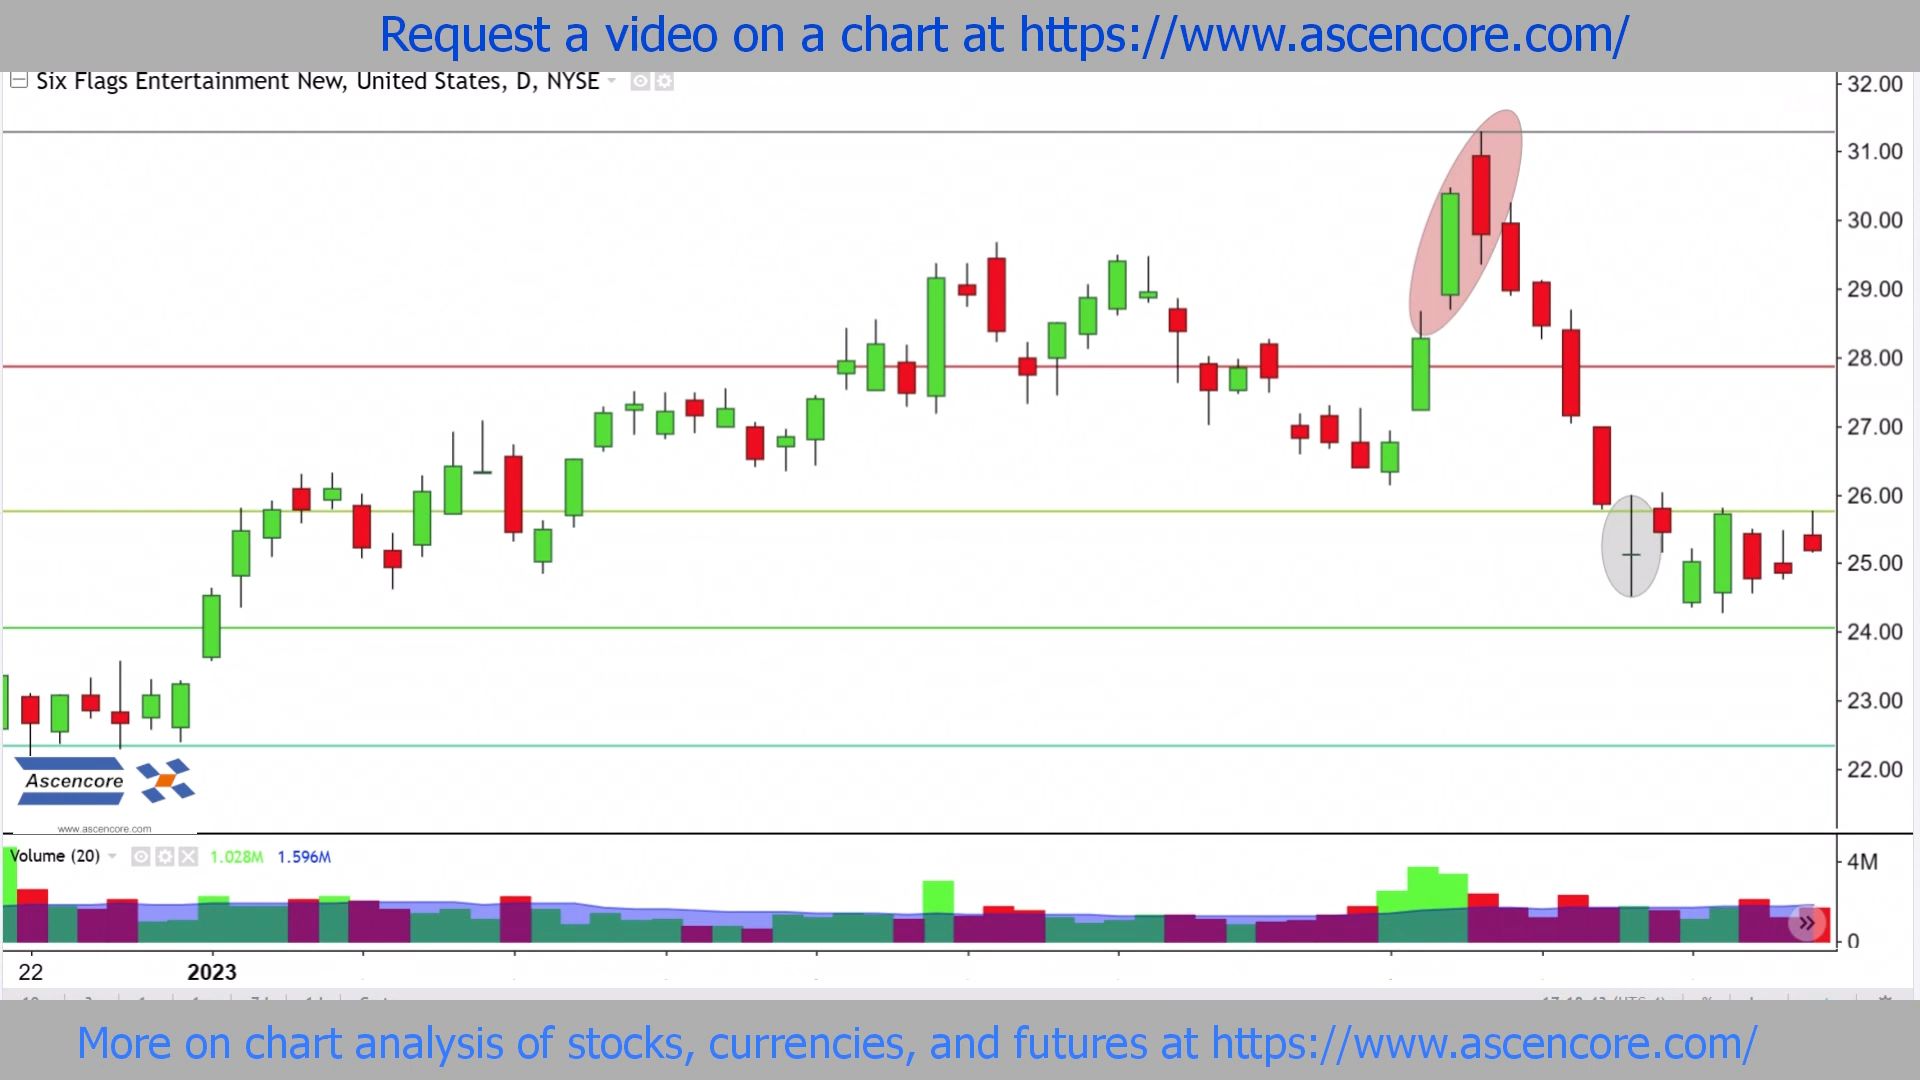 Request a video on a chart at https://www.ascencore.com/
Six Flags Entertainment New, United States, D, NYSE
32.00
31.00
30.00
29.00
28.00
27.00
26.00
25.00
24.00
23.00
22.00
Ascencore
www.ascencore.com
Volume (20) 1.028M 1.596M
4M
0
22 2023
More on chart analysis of stocks, currencies, and futures at https://www.ascencore.com/